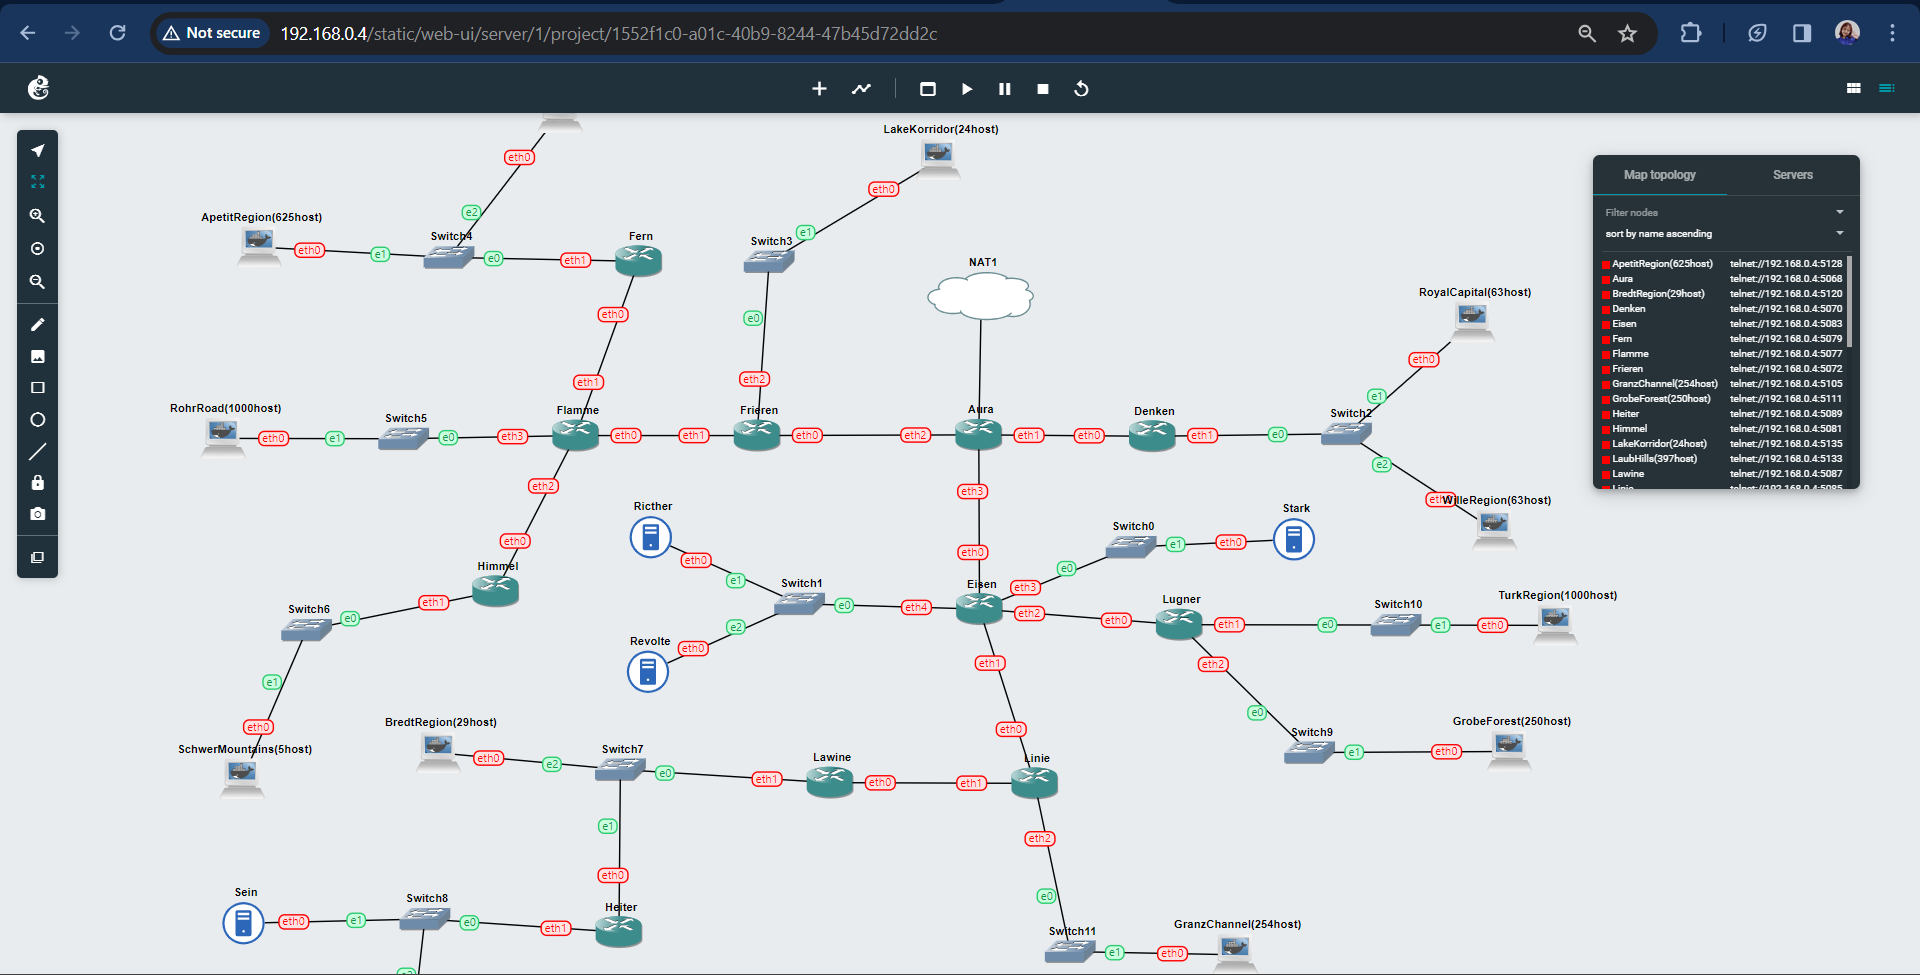 Not secure
192.168.0.4/static/web-ui/server/1/project/1552f1c0-a01c-40b9-8244-47b45d72dd2c
LakeKorridor(24host)
eth0
eth0
e2
e1
ApetitRegion(625host)
eth0
e1
Switch4
e0
eth1
Fern
Switch3
eth0
e0
NAT1
RoyalCapital(63host)
eth0
e1
eth1
eth2
RohrRoad(1000host)
eth0
e1
Switch5
e0
eth3
Flamme
eth0
eth1
Frieren
eth0
eth2
Aura
eth1
eth0
Denken
eth1
e0
Switch2
e2
eth0
WilleRegion(63host)
eth2
eth3
eth0
eth0
Ricther
eth0
e1
Switch1
e0
eth4
Eisen
eth3
e0
Switch0
e1
eth0
Stark
eth2
eth0
Lugner
eth1
e0
Switch10
e1
eth0
TurkRegion(1000host)
Himmel
eth1
e0
Switch6
e1
eth0
SchwerMountains(5host)
e2
eth0
Revolte
eth1
eth0
eth2
e0
Switch9
e1
eth0
GrobeForest(250host)
BredtRegion(29host)
eth0
e2
Switch7
e0
eth1
Lawine
eth0
eth1
Linie
e1
eth0
eth2
e0
Sein
eth0
e1
Switch8
e0
eth1
Heiter
e2
Switch11
e1
eth0
GranzChannel(254host)
Map topology
Servers
Filter nodes
sort by name ascending
ApetitRegion(625host) telnet://192.168.0.4:5128
Aura telnet://192.168.0.4:5068
BredtRegion(29host) telnet://192.168.0.4:5120
Denken telnet://192.168.0.4:5070
Eisen telnet://192.168.0.4:5083
Fern telnet://192.168.0.4:5079
Flamme telnet://192.168.0.4:5077
Frieren telnet://192.168.0.4:5072
GranzChannel(254host) telnet://192.168.0.4:5105
GrobeForest(250host) telnet://192.168.0.4:5111
Heiter telnet://192.168.0.4:5089
Himmel telnet://192.168.0.4:5081
LakeKorridor(24host) telnet://192.168.0.4:5135
LaubHills(397host) telnet://192.168.0.4:5133
Lawine telnet://192.168.0.4:5087
Linie telnet://192.168.0.4:5085